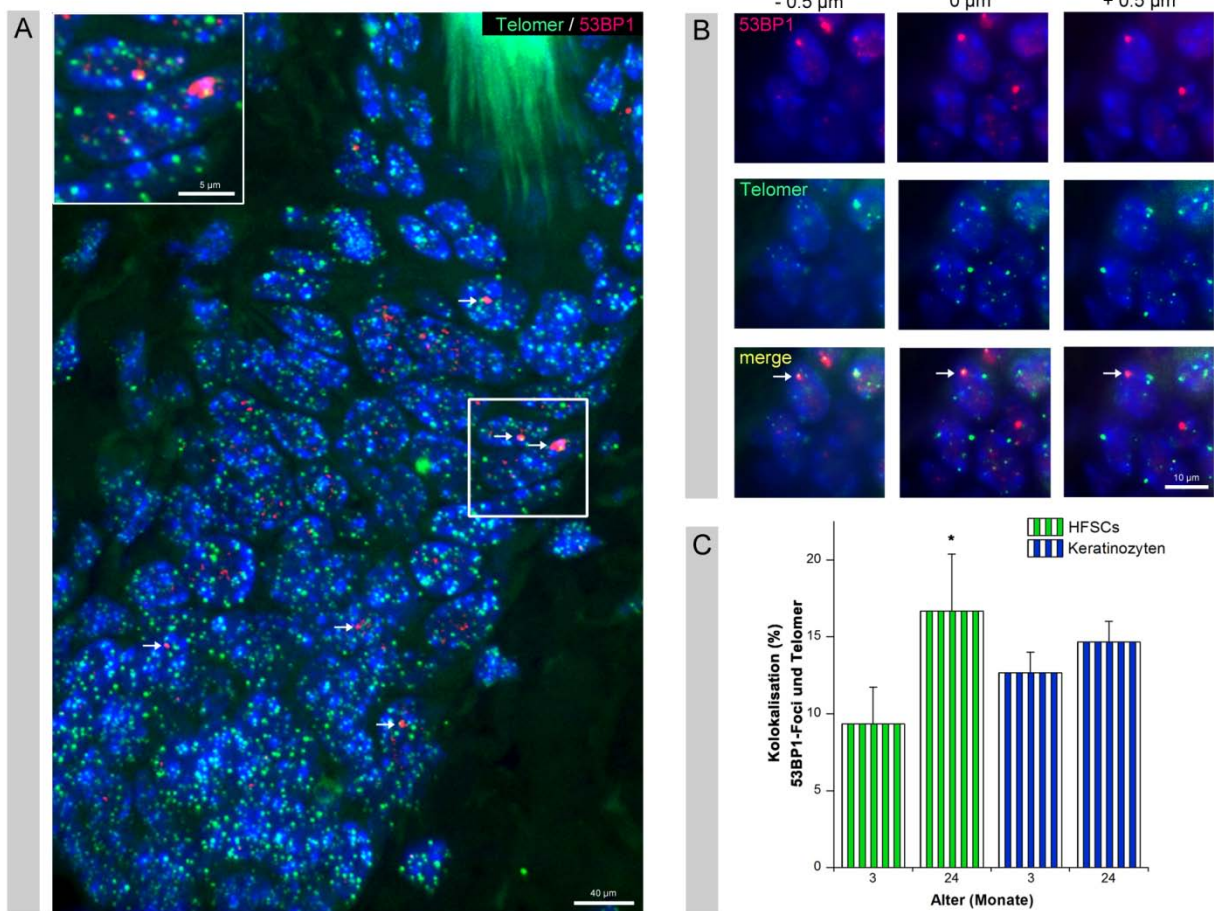 A
Telomer / 53BP1
5 µm
40 µm
B
- 0.5 µm
0 µm
+ 0.5 µm
53BP1
Telomer
merge
10 µm
C
HFSCs
Keratinozyten
*
Kolokalisation (%)
53BP1-Foci und Telomer
20
15
10
5
0
3
24
3
24
Alter (Monate)